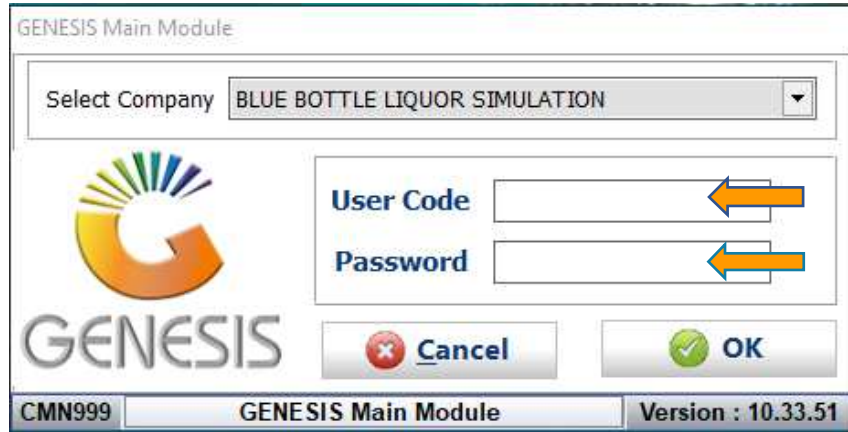 GENESIS Main Module
Select Company BLUE BOTTLE LIQUOR SIMULATION
User Code
Password
GENESIS
Cancel
OK
CMN999 GENESIS Main Module Version : 10.33.51